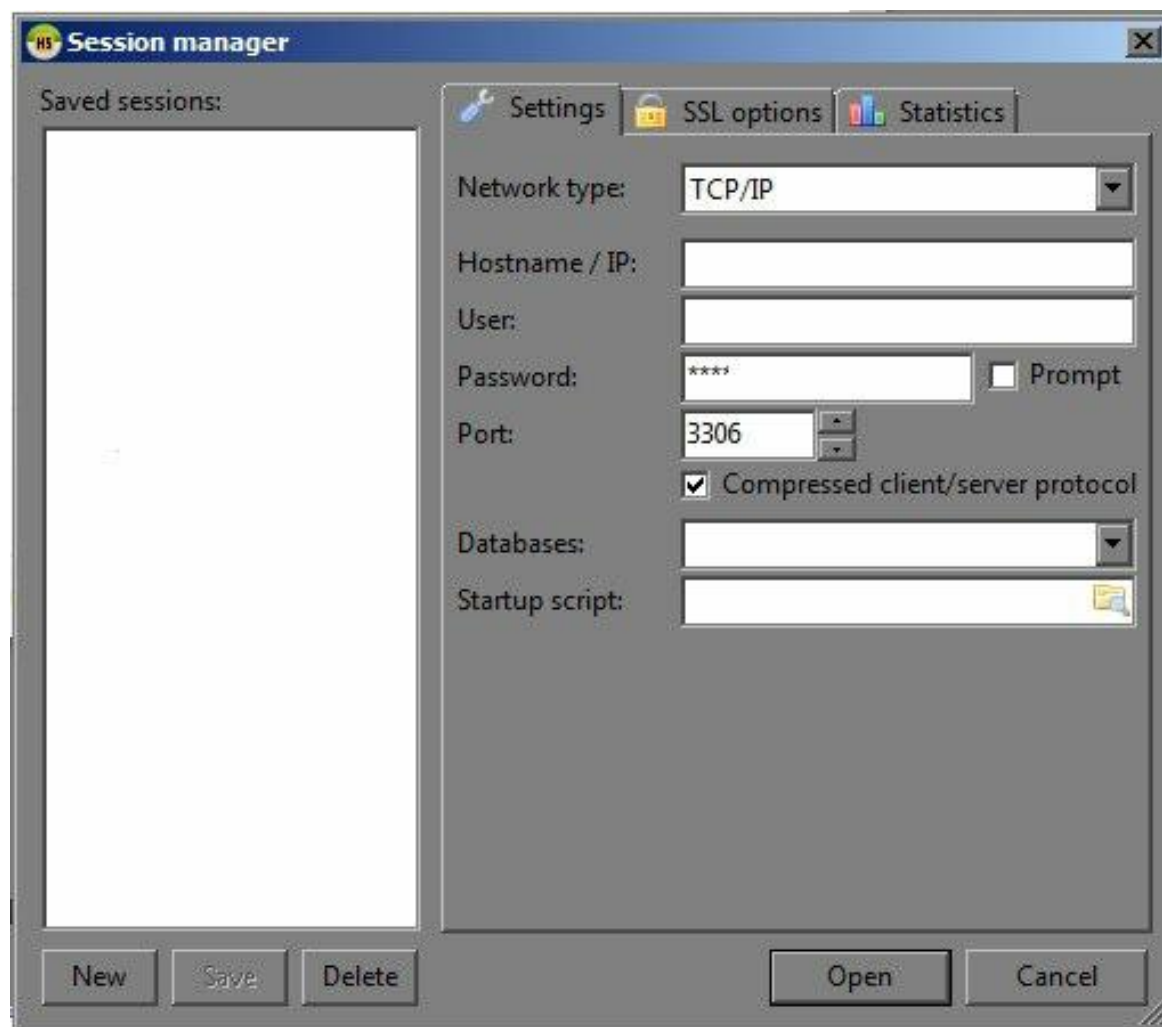 HS Session manager
Saved sessions:
Settings SSL options Statistics
Network type: TCP/IP
Hostname / IP:
User:
Password: **** Prompt
Port: 3306
Compressed client/server protocol
Databases:
Startup script:
New Save Delete Open Cancel